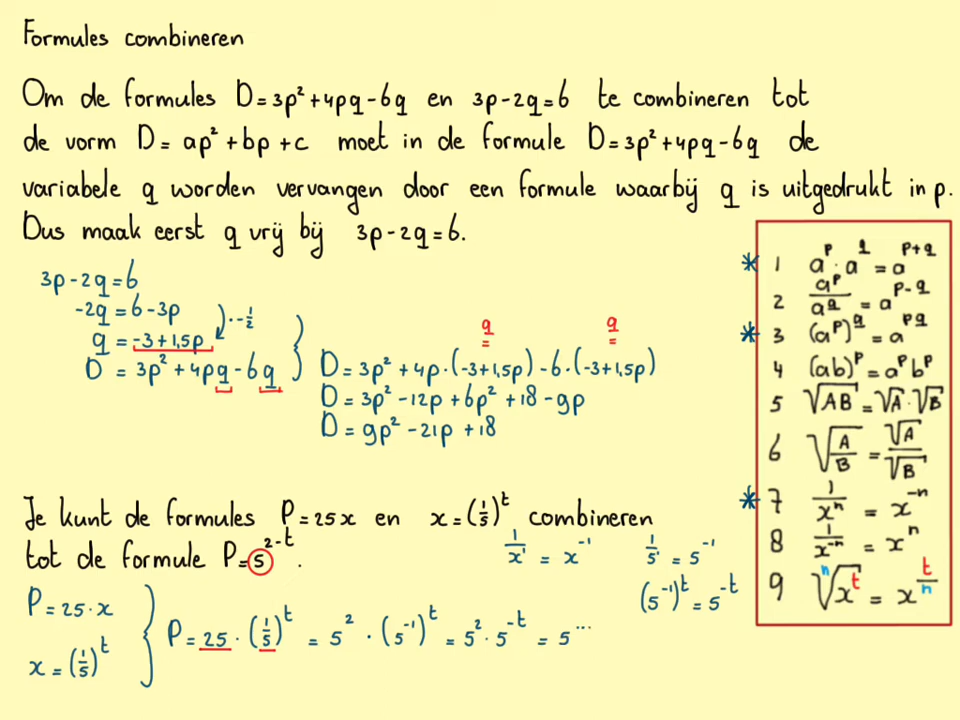 Formules combineren
Om de formules D = 3p² + 4pq - 6q en 3p - 2q = 6 te combineren tot
de vorm D = ap² + bp + c moet in de formule D = 3p² + 4pq - 6q de
variabele q worden vervangen door een formule waarbij q is uitgedrukt in p.
Dus maak eerst q vrij bij 3p - 2q = 6.
3p - 2q = 6
-2q = 6 - 3p
· -½
q = -3 + 1,5p
D = 3p² + 4pq - 6q
q q
= =
D = 3p² + 4p · (-3 + 1,5p) - 6 · (-3 + 1,5p)
D = 3p² - 12p + 6p² + 18 - 9p
D = 9p² - 21p + 18
Je kunt de formules P = 25x en x = (1/5)^t combineren
tot de formule P = 5^(2-t).
1/x¹ = x⁻¹
1/5¹ = 5⁻¹
(5⁻¹)^t = 5^-t
P = 25 · x
x = (1/5)^t
P = 25 · (1/5)^t = 5² · (5⁻¹)^t = 5² · 5^-t = 5^...
* 1 a^p · a^q = a^(p+q)
2 a^p/a^q = a^(p-q)
* 3 (a^p)^q = a^pq
4 (ab)^p = a^p b^p
5 √AB = √A · √B
6 √(A/B) = √A/√B
* 7 1/x^n = x^-n
8 1/x^-n = x^n
9 ⁿ√x^t = x^(t/n)